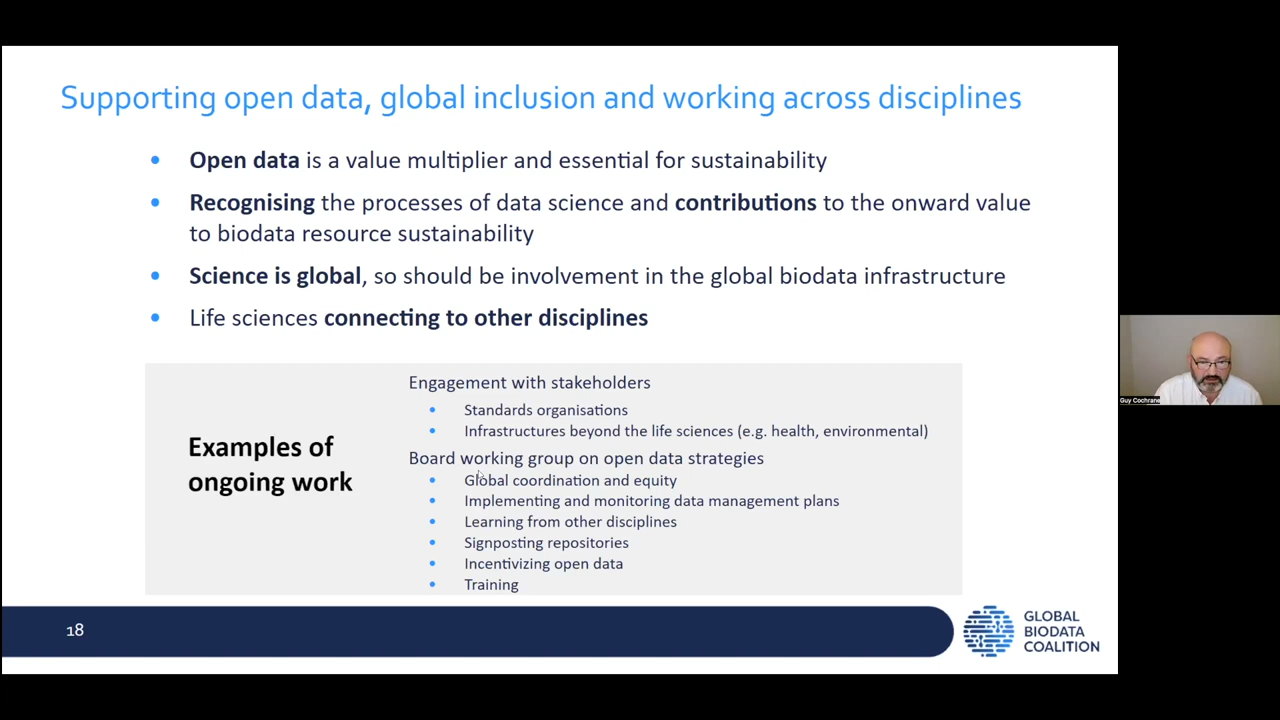 Supporting open data, global inclusion and working across disciplines
Open data is a value multiplier and essential for sustainability
Recognising the processes of data science and contributions to the onward value
to biodata resource sustainability
Science is global, so should be involvement in the global biodata infrastructure
Life sciences connecting to other disciplines
Examples of
ongoing work
Engagement with stakeholders
Standards organisations
Infrastructures beyond the life sciences (e.g. health, environmental)
Board working group on open data strategies
Global coordination and equity
Implementing and monitoring data management plans
Learning from other disciplines
Signposting repositories
Incentivizing open data
Training
18
GLOBAL
BIODATA
COALITION
Guy Cochrane